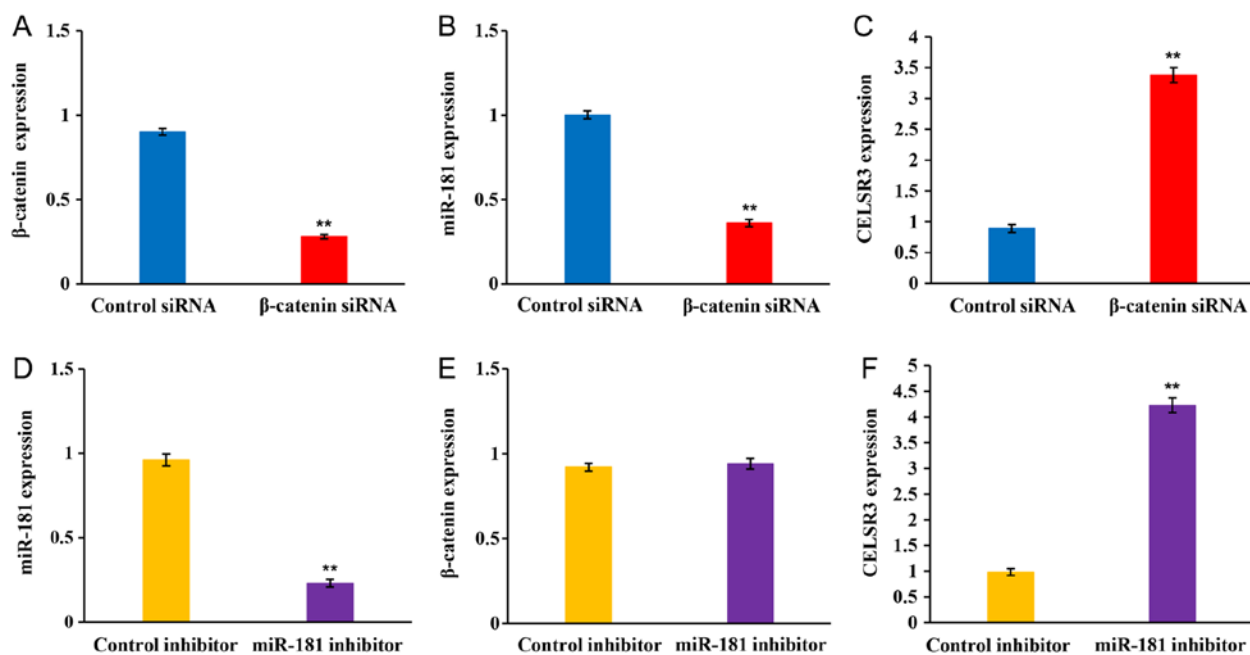 A
β-catenin expression
1.5
1
0.5
0
Control siRNA
β-catenin siRNA
**
B
miR-181 expression
1.5
1
0.5
0
Control siRNA
β-catenin siRNA
**
C
CELSR3 expression
4
3.5
3
2.5
2
1.5
1
0.5
0
Control siRNA
β-catenin siRNA
**
D
miR-181 expression
1.5
1
0.5
0
Control inhibitor
miR-181 inhibitor
**
E
β-catenin expression
1.5
1
0.5
0
Control inhibitor
miR-181 inhibitor
F
CELSR3 expression
5
4.5
4
3.5
3
2.5
2
1.5
1
0.5
0
Control inhibitor
miR-181 inhibitor
**